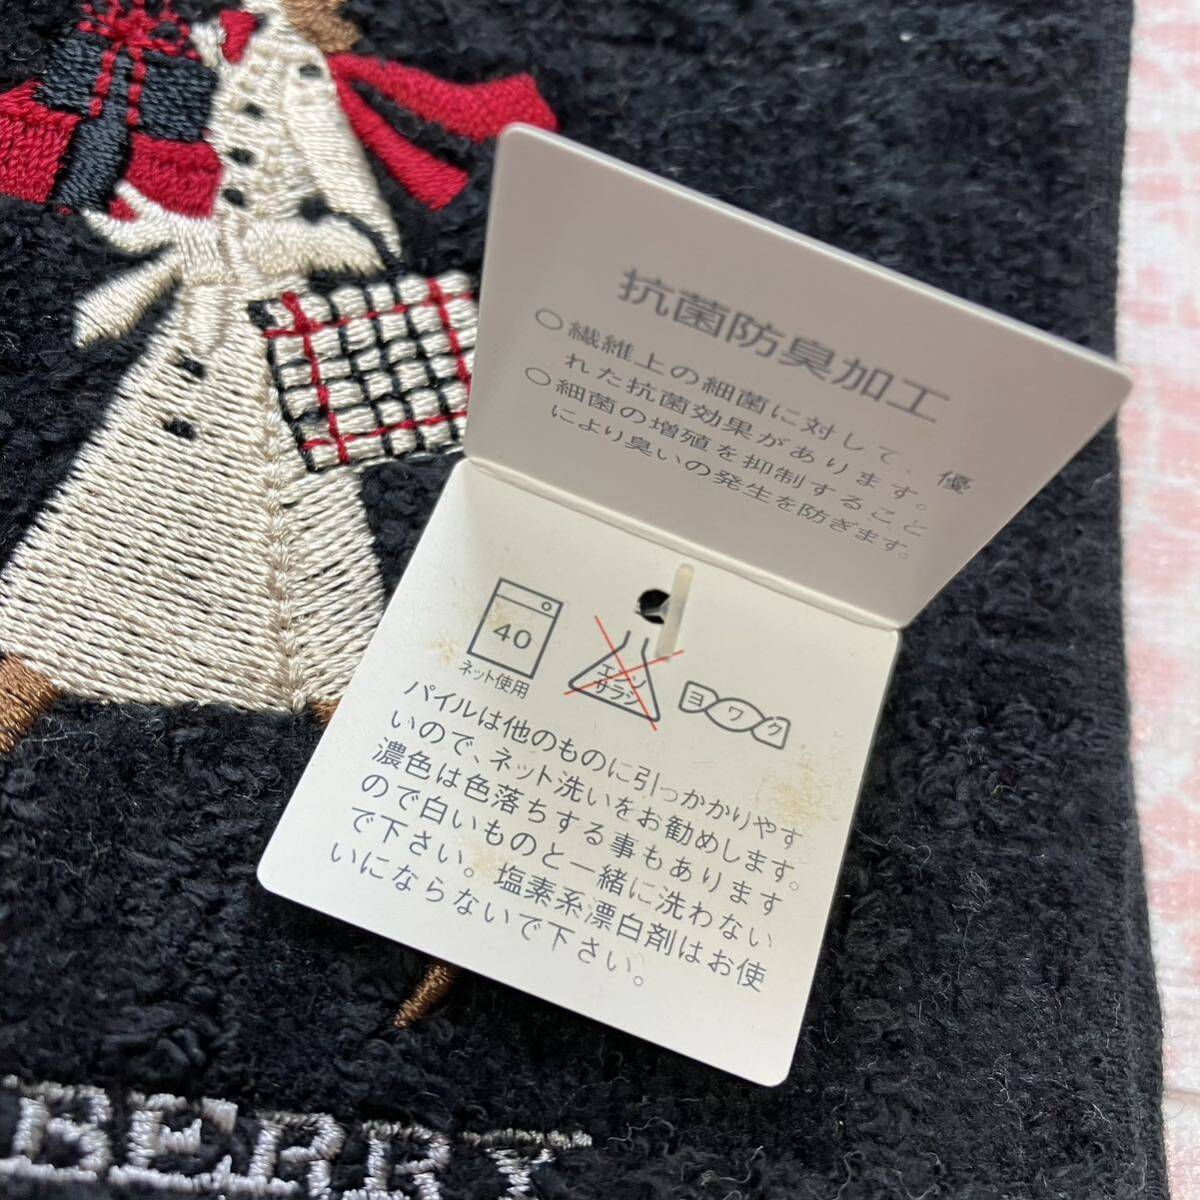 抗菌防臭加工
○繊維上の細菌に対して、優
れた抗菌効果があります。
○細菌の増殖を抑制すること
により臭いの発生を防ぎます。
40
ネット使用
エンソ
サラシ
ヨワク
パイルは他のものに引っかかりやす
いので、ネット洗いをお勧めします。
濃色は色落ちする事もあります
ので白いものと一緒に洗わない
で下さい。塩素系漂白剤はお使
いにならないで下さい。
BERRY